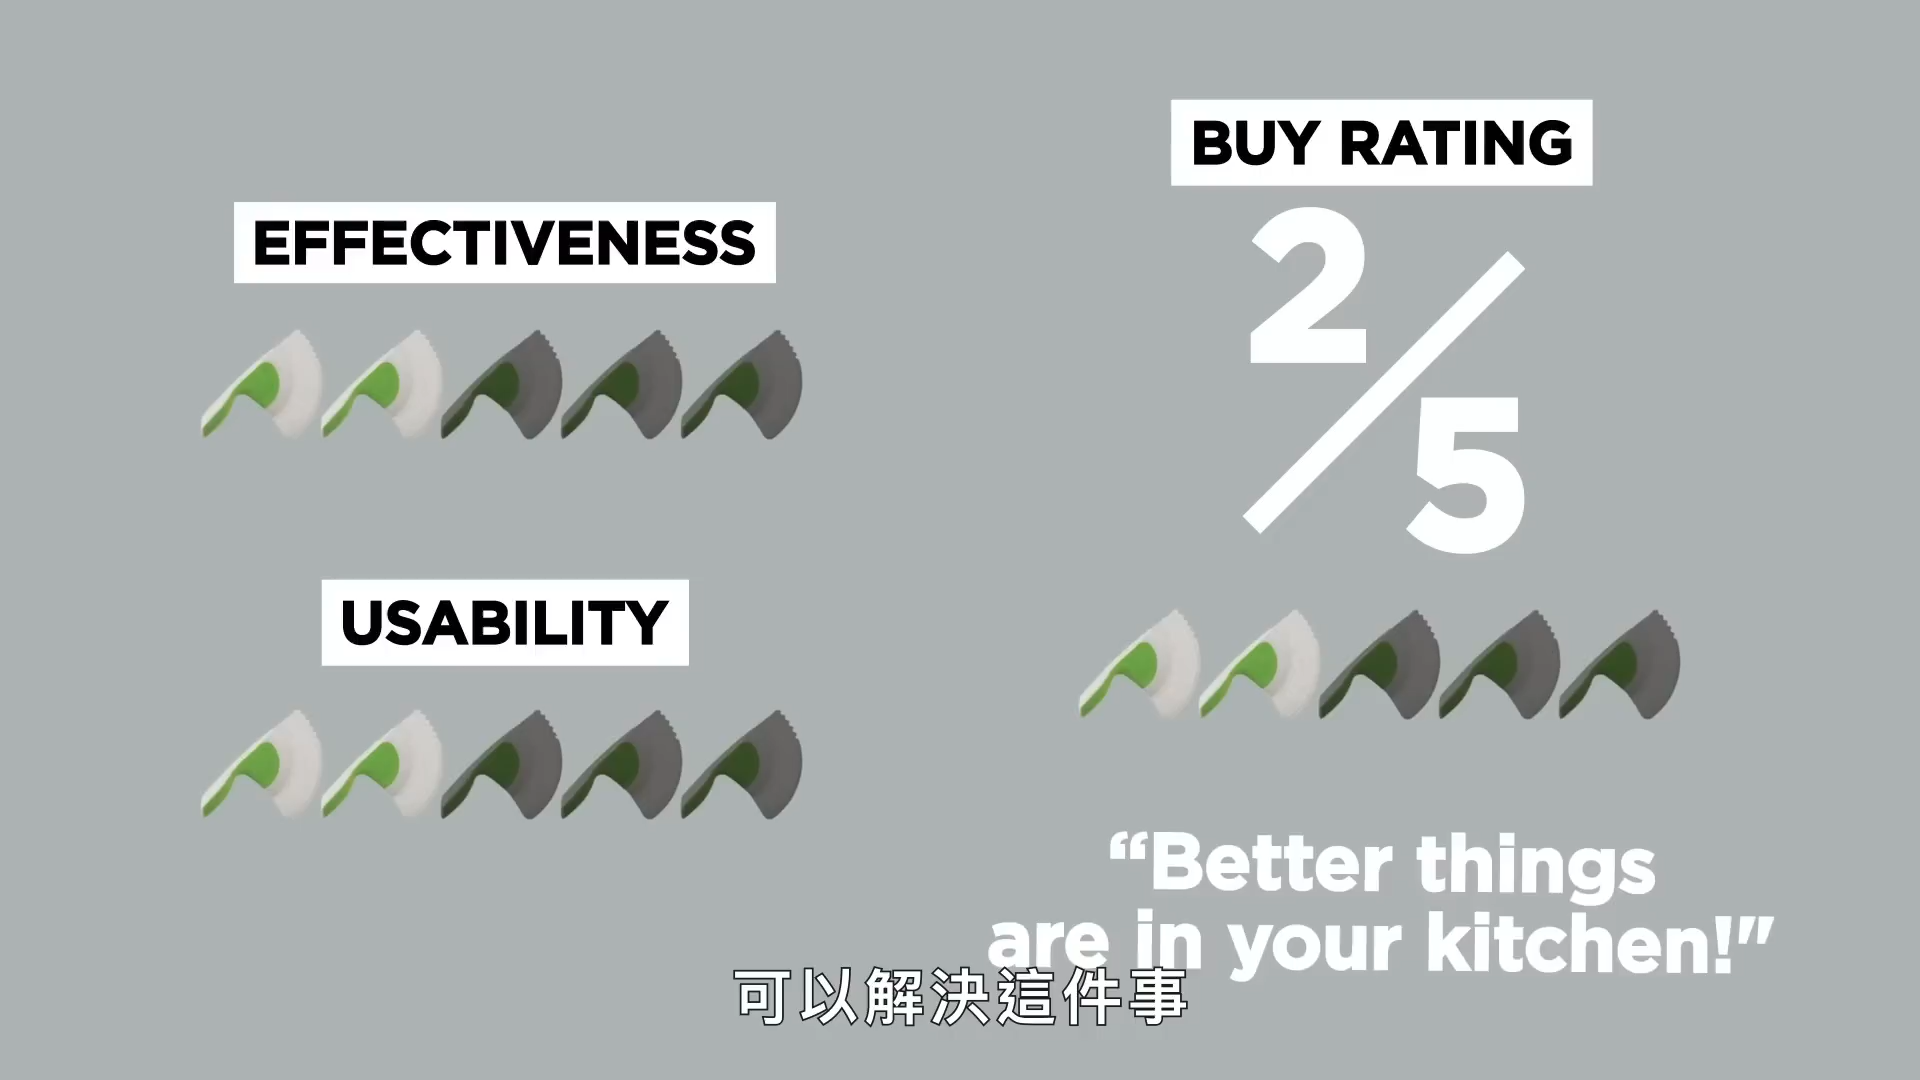 EFFECTIVENESS
USABILITY
BUY RATING
2/5
“Better things
are in your kitchen!”
可以解決這件事